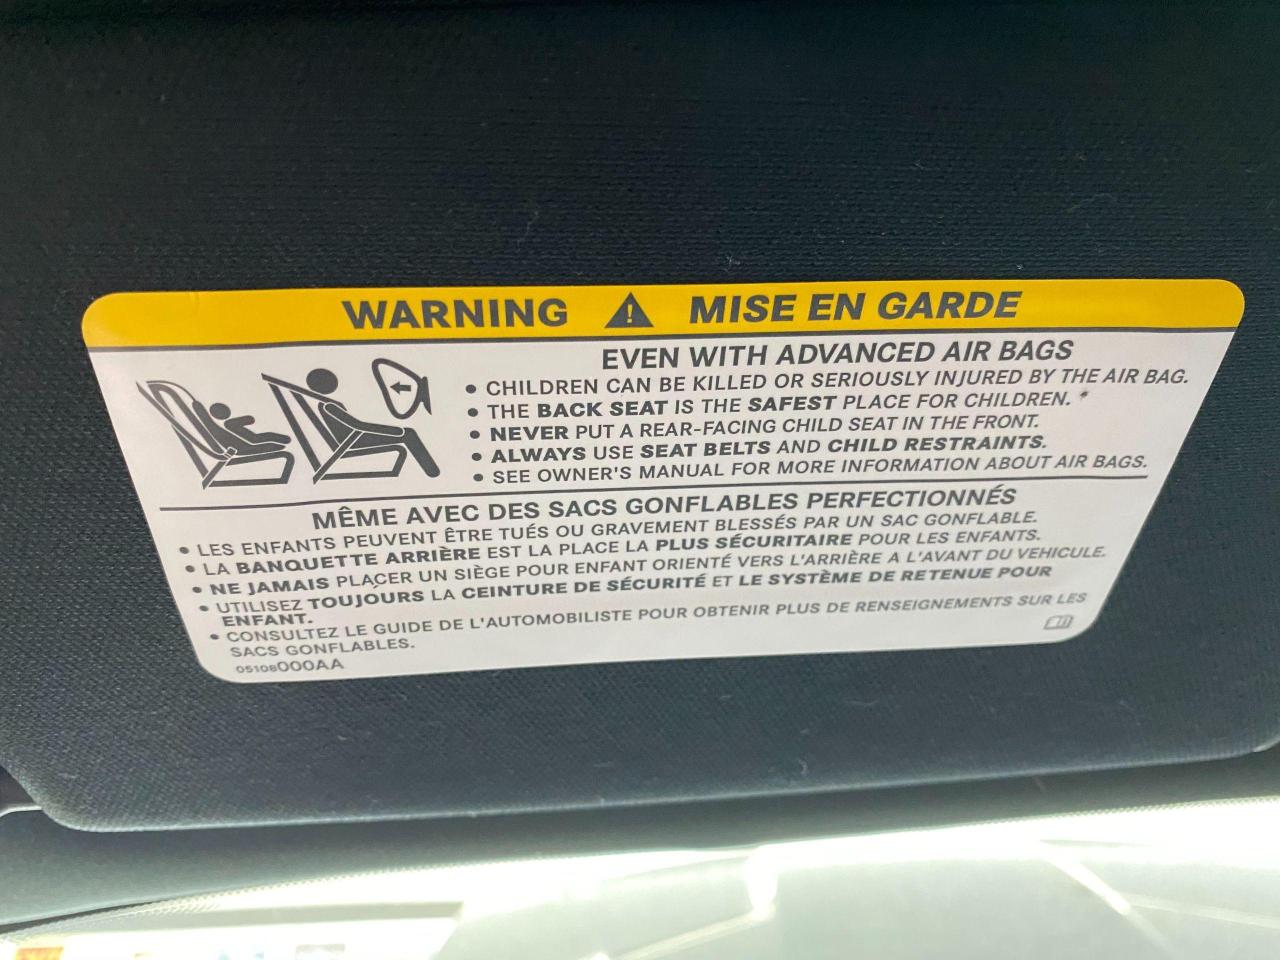 WARNING MISE EN GARDE
EVEN WITH ADVANCED AIR BAGS
• CHILDREN CAN BE KILLED OR SERIOUSLY INJURED BY THE AIR BAG.
• THE BACK SEAT IS THE SAFEST PLACE FOR CHILDREN.
• NEVER PUT A REAR-FACING CHILD SEAT IN THE FRONT.
• ALWAYS USE SEAT BELTS AND CHILD RESTRAINTS.
• SEE OWNER'S MANUAL FOR MORE INFORMATION ABOUT AIR BAGS.
MÊME AVEC DES SACS GONFLABLES PERFECTIONNÉS
• LES ENFANTS PEUVENT ÊTRE TUÉS OU GRAVEMENT BLESSÉS PAR UN SAC GONFLABLE.
• LA BANQUETTE ARRIÈRE EST LA PLACE LA PLUS SÉCURITAIRE POUR LES ENFANTS.
• NE JAMAIS PLACER UN SIÈGE POUR ENFANT ORIENTÉ VERS L'ARRIÈRE A L'AVANT DU VEHICULE.
• UTILISEZ TOUJOURS LA CEINTURE DE SÉCURITÉ ET LE SYSTÈME DE RETENUE POUR
ENFANT.
• CONSULTEZ LE GUIDE DE L'AUTOMOBILISTE POUR OBTENIR PLUS DE RENSEIGNEMENTS SUR LES
SACS GONFLABLES.
05108000AA